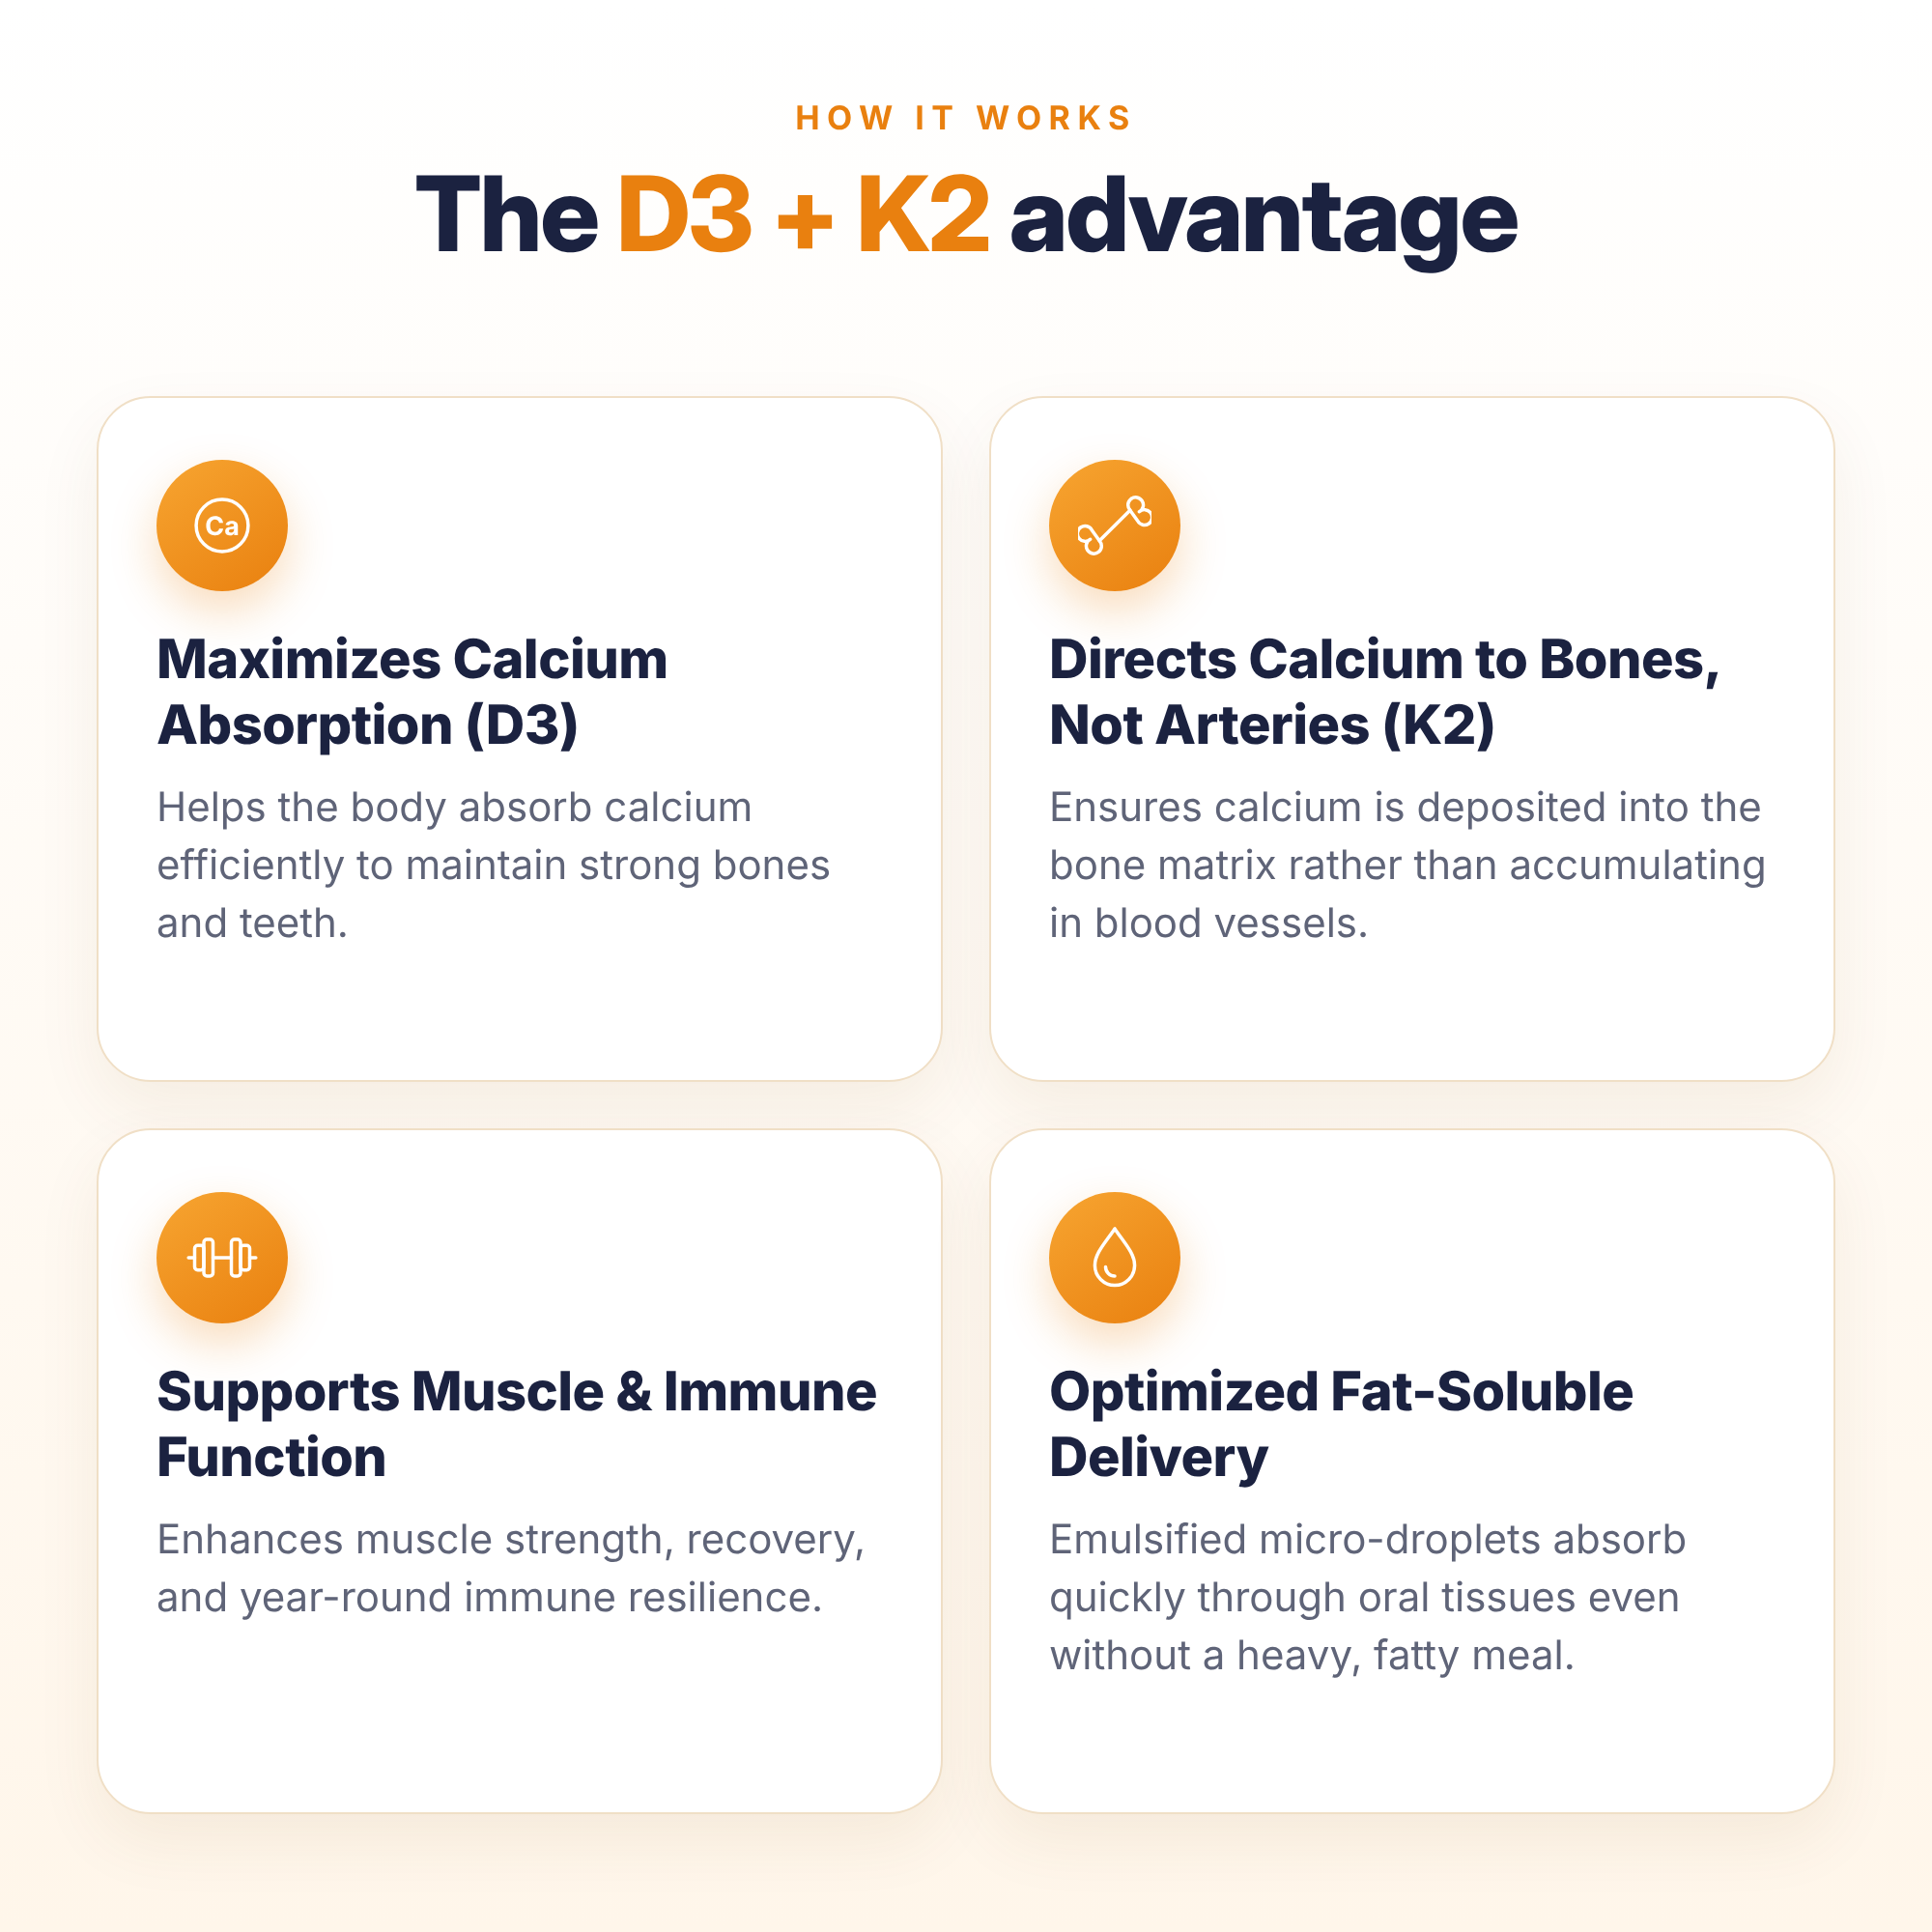 HOW IT WORKS
The D3 + K2 advantage
Ca
Maximizes Calcium
Absorption (D3)
Helps the body absorb calcium
efficiently to maintain strong bones
and teeth.
Directs Calcium to Bones,
Not Arteries (K2)
Ensures calcium is deposited into the
bone matrix rather than accumulating
in blood vessels.
Supports Muscle & Immune
Function
Enhances muscle strength, recovery,
and year-round immune resilience.
Optimized Fat-Soluble
Delivery
Emulsified micro-droplets absorb
quickly through oral tissues even
without a heavy, fatty meal.